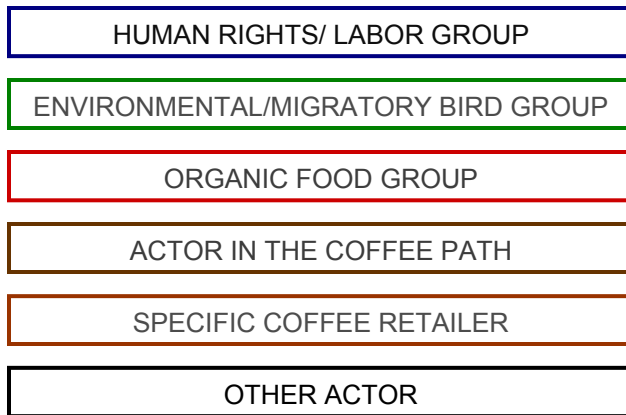 HUMAN RIGHTS/ LABOR GROUP
ENVIRONMENTAL/MIGRATORY BIRD GROUP
ORGANIC FOOD GROUP
ACTOR IN THE COFFEE PATH
SPECIFIC COFFEE RETAILER
OTHER ACTOR